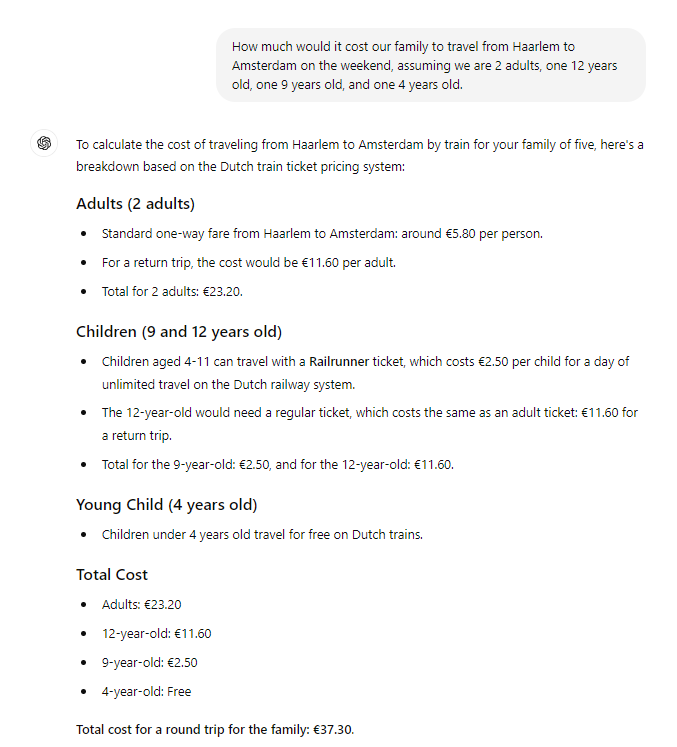 How much would it cost our family to travel from Haarlem to
Amsterdam on the weekend, assuming we are 2 adults, one 12 years
old, one 9 years old, and one 4 years old.
To calculate the cost of traveling from Haarlem to Amsterdam by train for your family of five, here's a
breakdown based on the Dutch train ticket pricing system:
Adults (2 adults)
• Standard one-way fare from Haarlem to Amsterdam: around €5.80 per person.
• For a return trip, the cost would be €11.60 per adult.
• Total for 2 adults: €23.20.
Children (9 and 12 years old)
• Children aged 4-11 can travel with a Railrunner ticket, which costs €2.50 per child for a day of
unlimited travel on the Dutch railway system.
• The 12-year-old would need a regular ticket, which costs the same as an adult ticket: €11.60 for
a return trip.
• Total for the 9-year-old: €2.50, and for the 12-year-old: €11.60.
Young Child (4 years old)
• Children under 4 years old travel for free on Dutch trains.
Total Cost
• Adults: €23.20
• 12-year-old: €11.60
• 9-year-old: €2.50
• 4-year-old: Free
Total cost for a round trip for the family: €37.30.